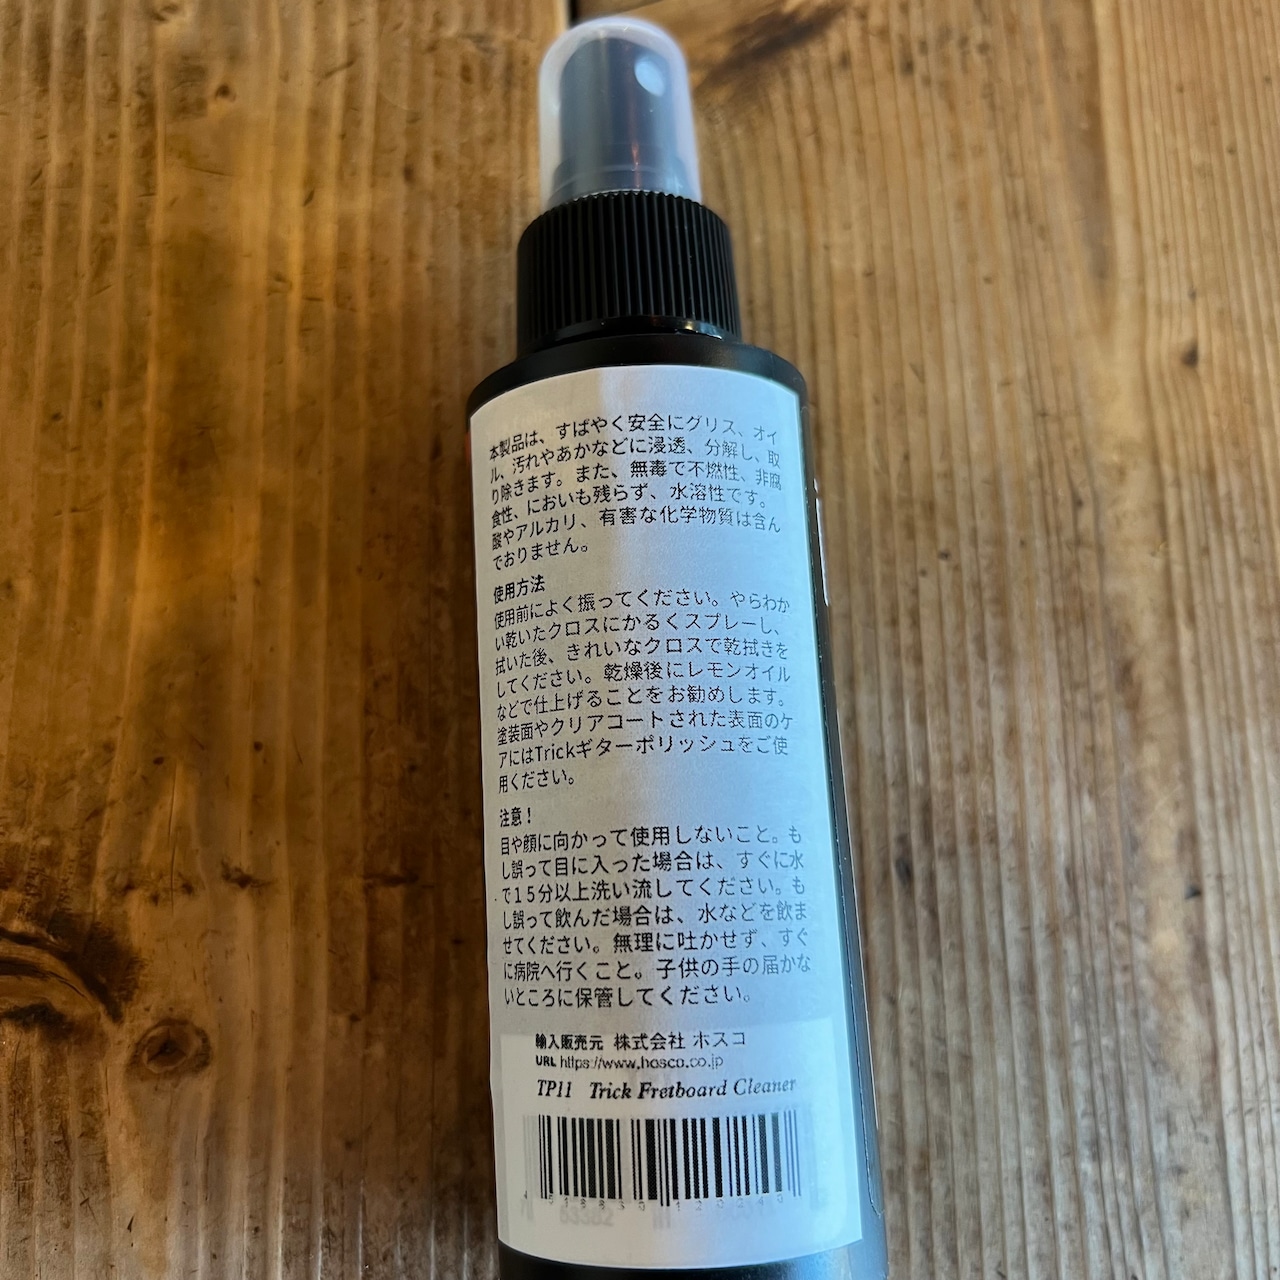 本製品は、すばやく安全にグリス、オイ
ル、汚れやあかなどに浸透、分解し、取
り除きます。また、無毒で不燃性、非腐
食性、においも残らず、水溶性です。
酸やアルカリ、有害な化学物質は含ん
でおりません。
使用方法
使用前によく振ってください。やらわか
い乾いたクロスにかるくスプレーし、
拭いた後、きれいなクロスで乾拭きを
してください。乾燥後にレモンオイル
などで仕上げることをお勧めします。
塗装面やクリアコートされた表面のケ
アにはTrickギターポリッシュをご使
用ください。
注意！
目や顔に向かって使用しないこと。も
し誤って目に入った場合は、すぐに水
で15分以上洗い流してください。も
し誤って飲んだ場合は、水などを飲ま
せてください。無理に吐かせず、すぐ
に病院へ行くこと。子供の手の届かな
いところに保管してください。
輸入販売元 株式会社 ホスコ
URL https://www.hosco.co.jp
TP11 Trick Fretboard Cleaner